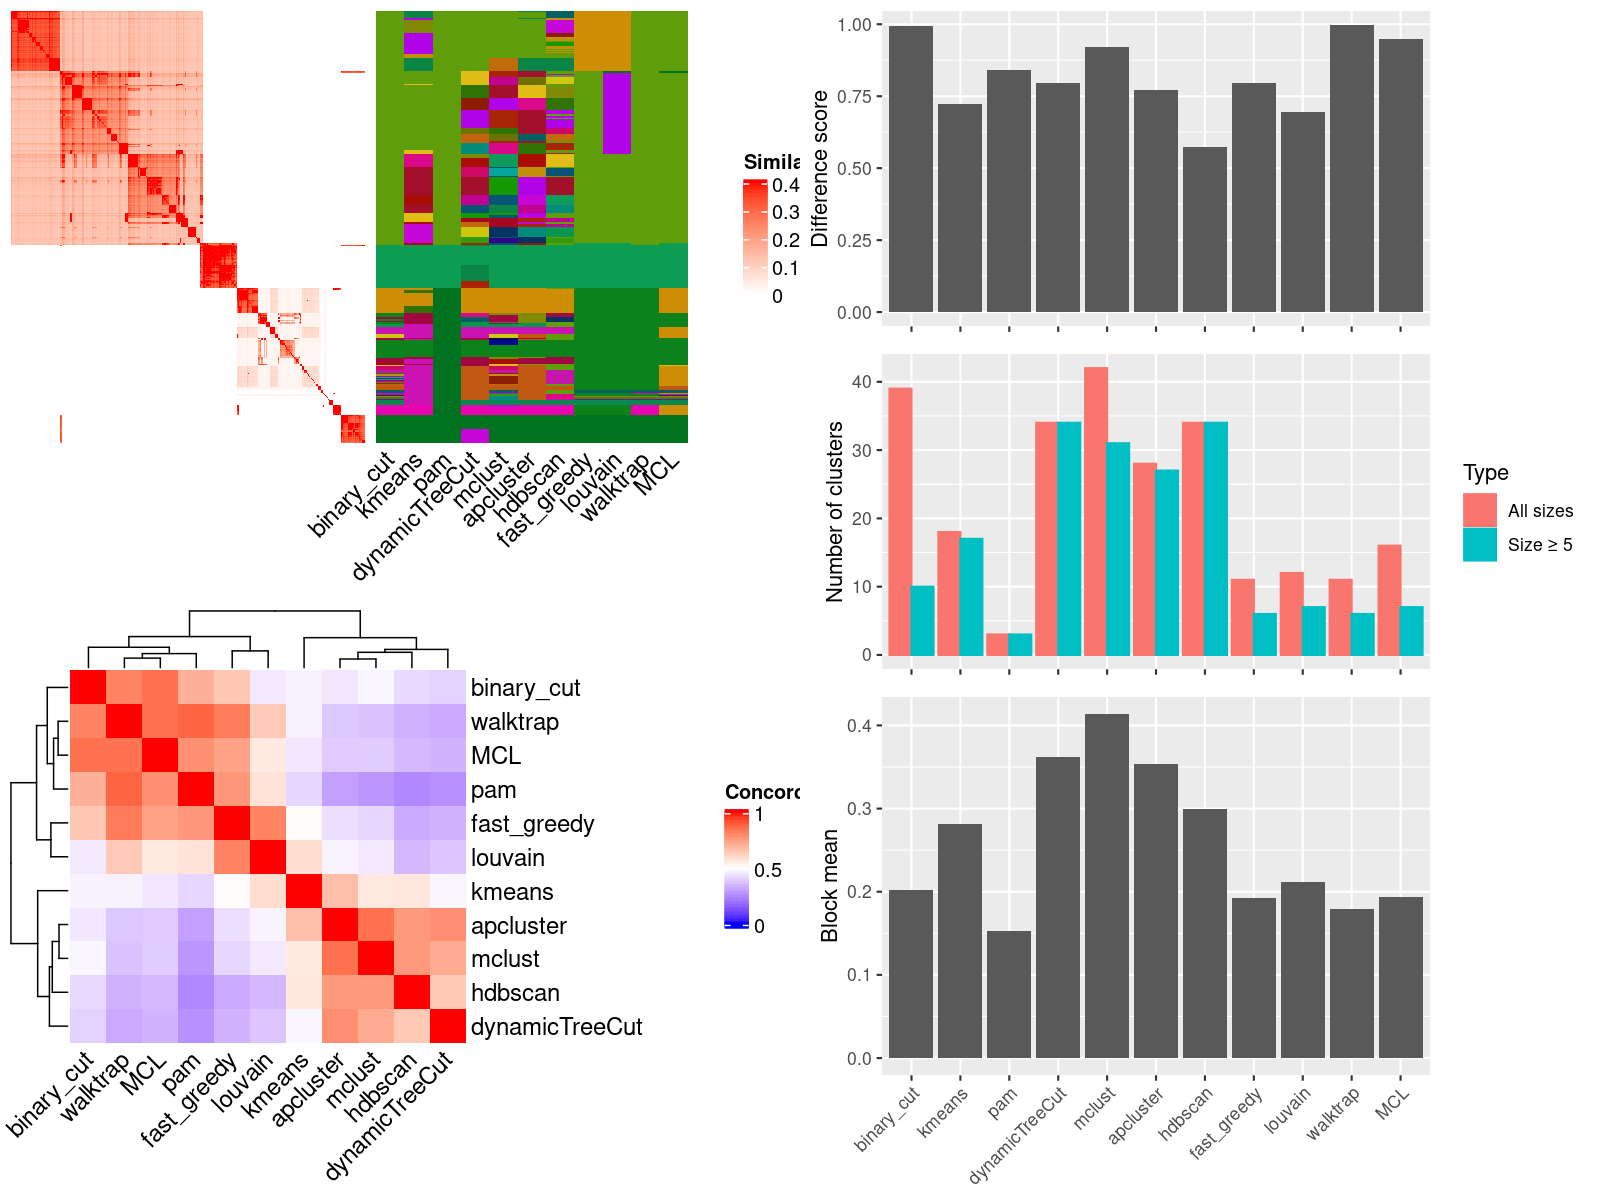 Simila
0.4
0.3
0.2
0.1
0
binary_cut
kmeans
pam
dynamicTreeCut
mclust
apcluster
hdbscan
fast_greedy
louvain
walktrap
MCL
Difference score
1.00
0.75
0.50
0.25
0.00
Number of clusters
40
30
20
10
0
Type
All sizes
Size ≥ 5
binary_cut
walktrap
MCL
pam
fast_greedy
louvain
kmeans
apcluster
mclust
hdbscan
dynamicTreeCut
binary_cut
walktrap
MCL
pam
fast_greedy
louvain
kmeans
apcluster
mclust
hdbscan
dynamicTreeCut
Concord
1
0.5
0
Block mean
0.4
0.3
0.2
0.1
0.0
binary_cut
kmeans
pam
dynamicTreeCut
mclust
apcluster
hdbscan
fast_greedy
louvain
walktrap
MCL